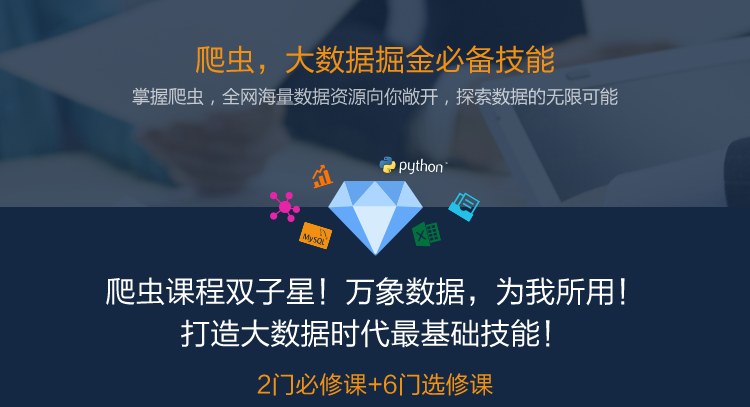 爬虫，大数据掘金必备技能
掌握爬虫，全网海量数据资源向你敞开，探索数据的无限可能
python™
MySQL
爬虫课程双子星！万象数据，为我所用！
打造大数据时代最基础技能！
2门必修课+6门选修课